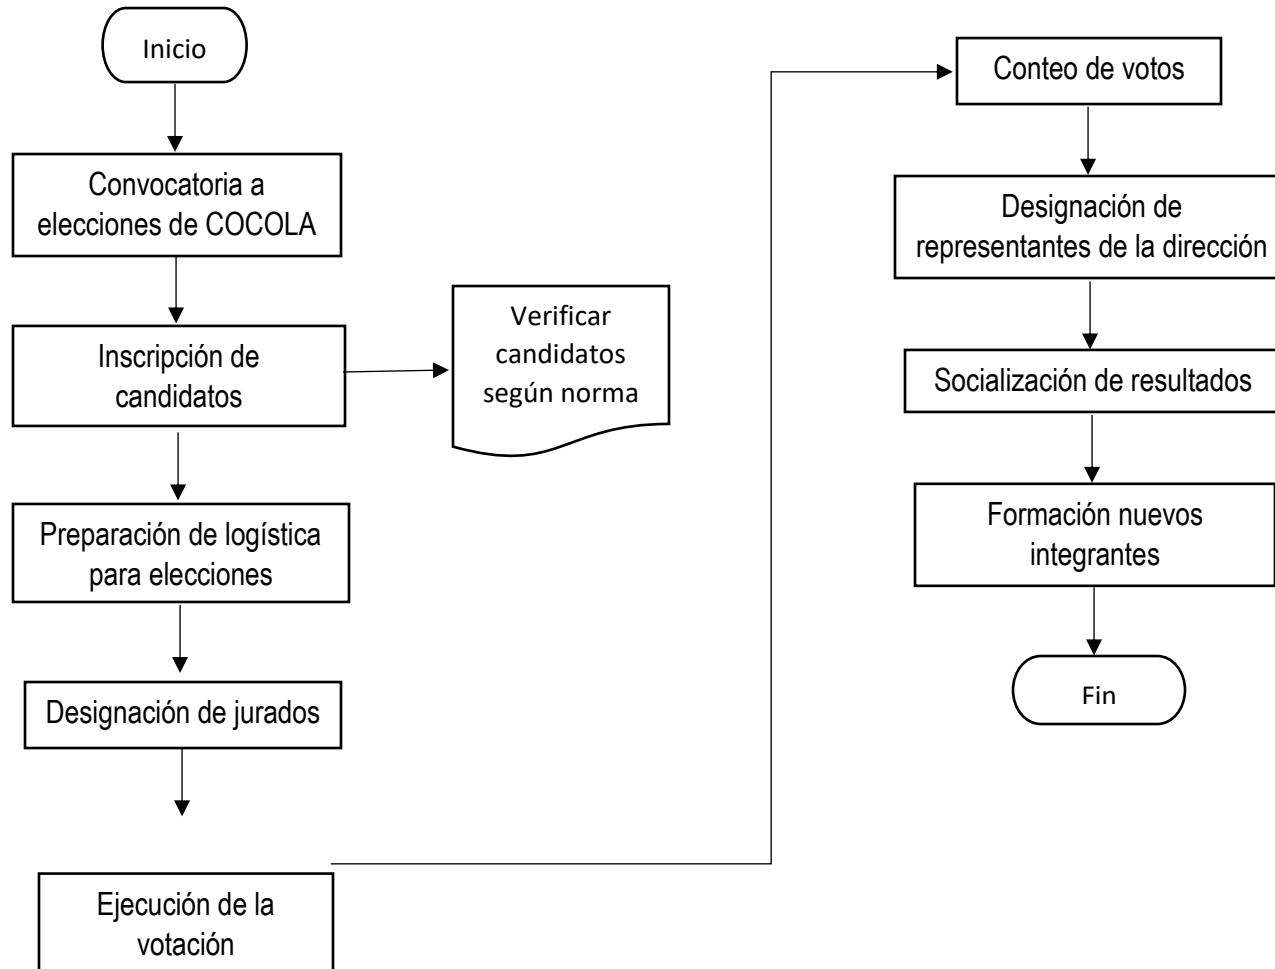 Inicio
Convocatoria a
elecciones de COCOLA
Inscripción de
candidatos
Verificar
candidatos
según norma
Preparación de logística
para elecciones
Designación de jurados
Ejecución de la
votación
Conteo de votos
Designación de
representantes de la dirección
Socialización de resultados
Formación nuevos
integrantes
Fin